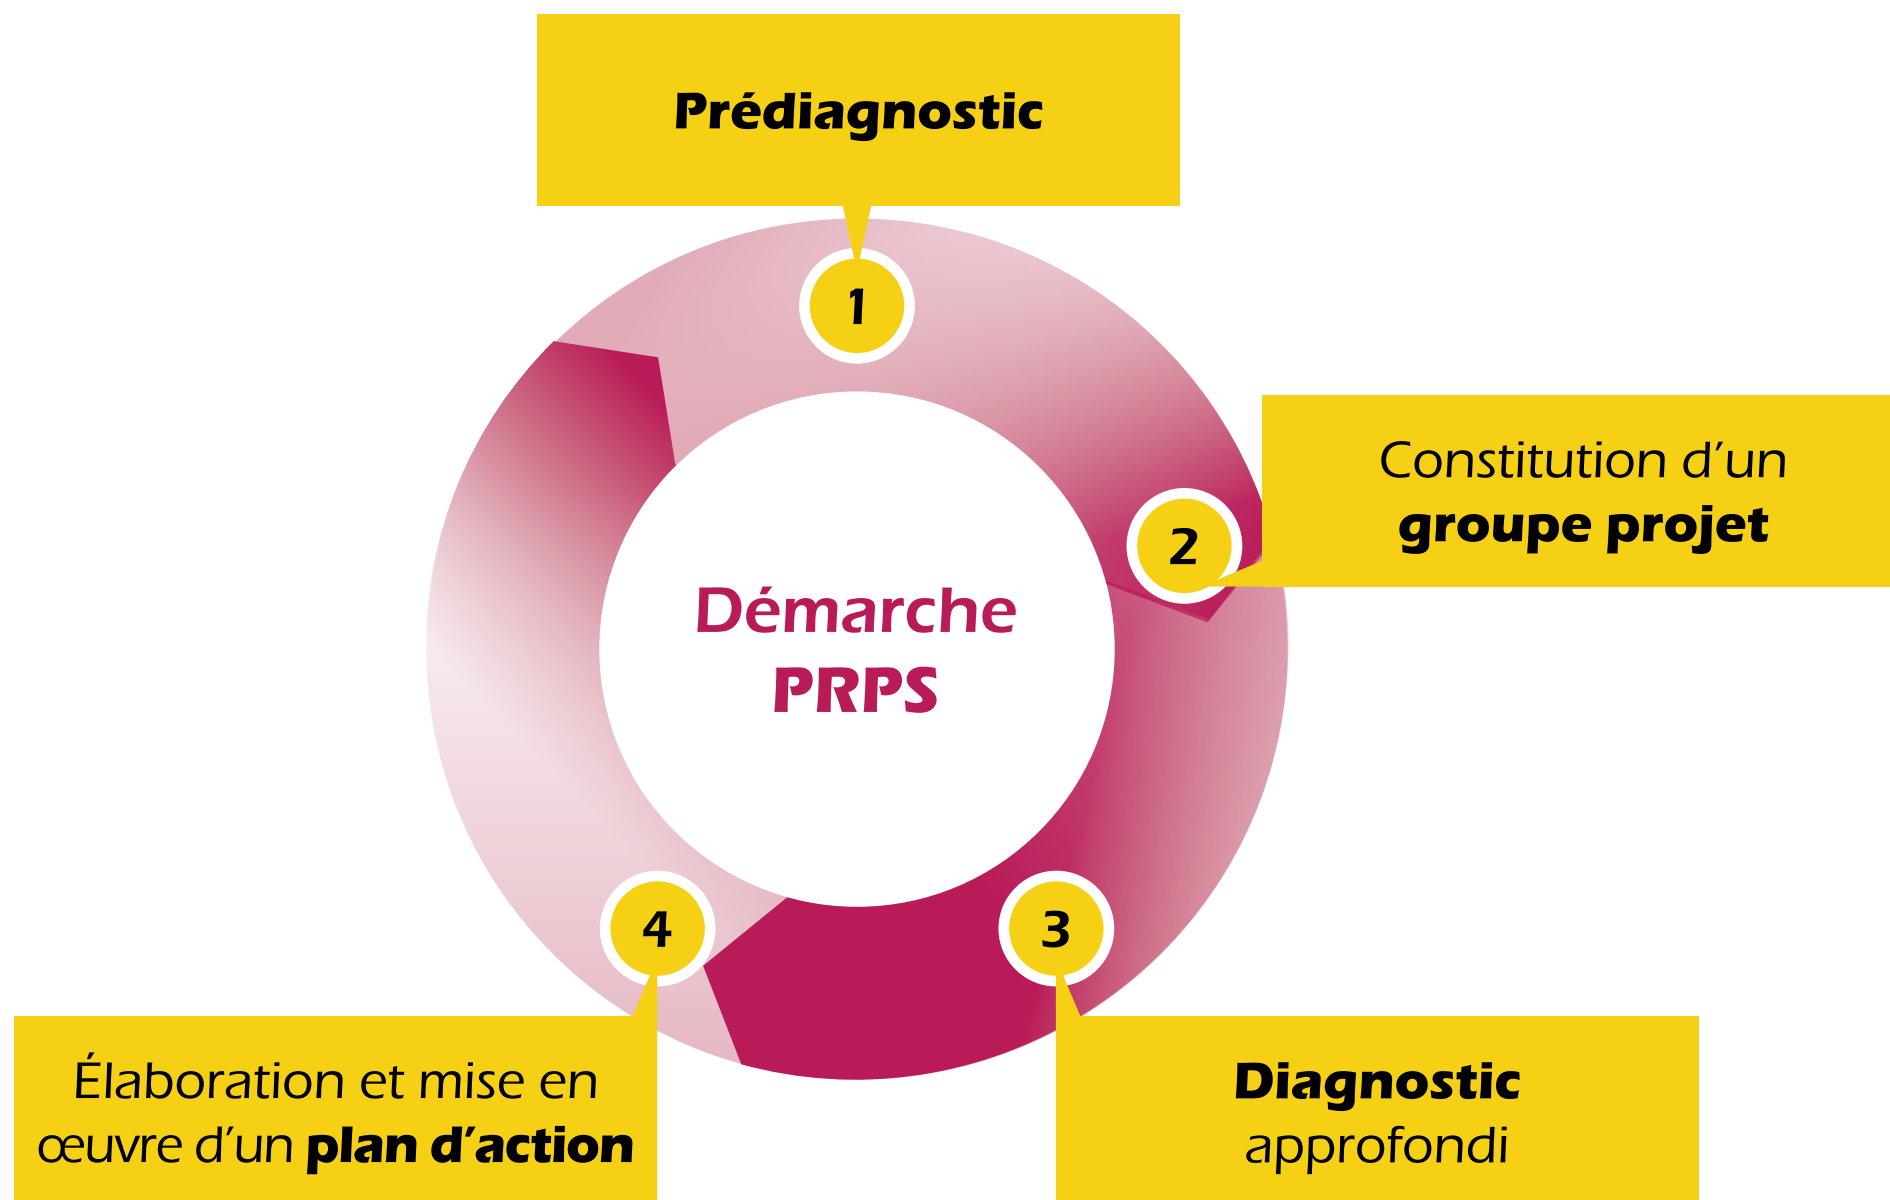 Prédiagnostic
1
Constitution d’un
groupe projet
2
Démarche
PRPS
3
Diagnostic
approfondi
4
Élaboration et mise en
œuvre d’un plan d’action